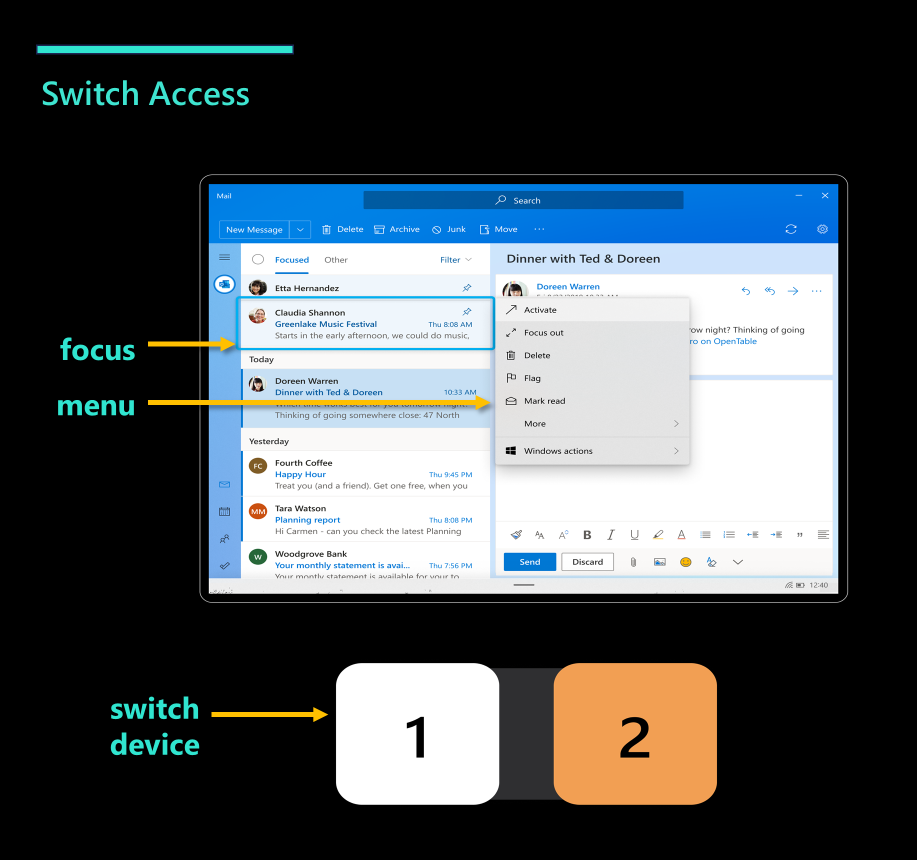 Switch Access
Mail
Search
New Message
Delete
Archive
Junk
Move
Focused
Other
Filter
Dinner with Ted & Doreen
Etta Hernandez
Claudia Shannon
Greenlake Music Festival
Thu 8:08 AM
Starts in the early afternoon, we could do music,
Today
Doreen Warren
Dinner with Ted & Doreen
10:33 AM
Thinking of going somewhere close: 47 North
Yesterday
FC
Fourth Coffee
Happy Hour
Thu 9:45 PM
Treat you (and a friend). Get one free, when you
MM
Tara Watson
Planning report
Thu 8:08 PM
Hi Carmen - can you check the latest Planning
W
Woodgrove Bank
Your monthly statement is avai...
Thu 7:56 PM
Your montly statement is available for your to
Doreen Warren
row night? Thinking of going
ro on OpenTable
Activate
Focus out
Delete
Flag
Mark read
More
Windows actions
Send
Discard
12:40
focus
menu
switch
device
1
2